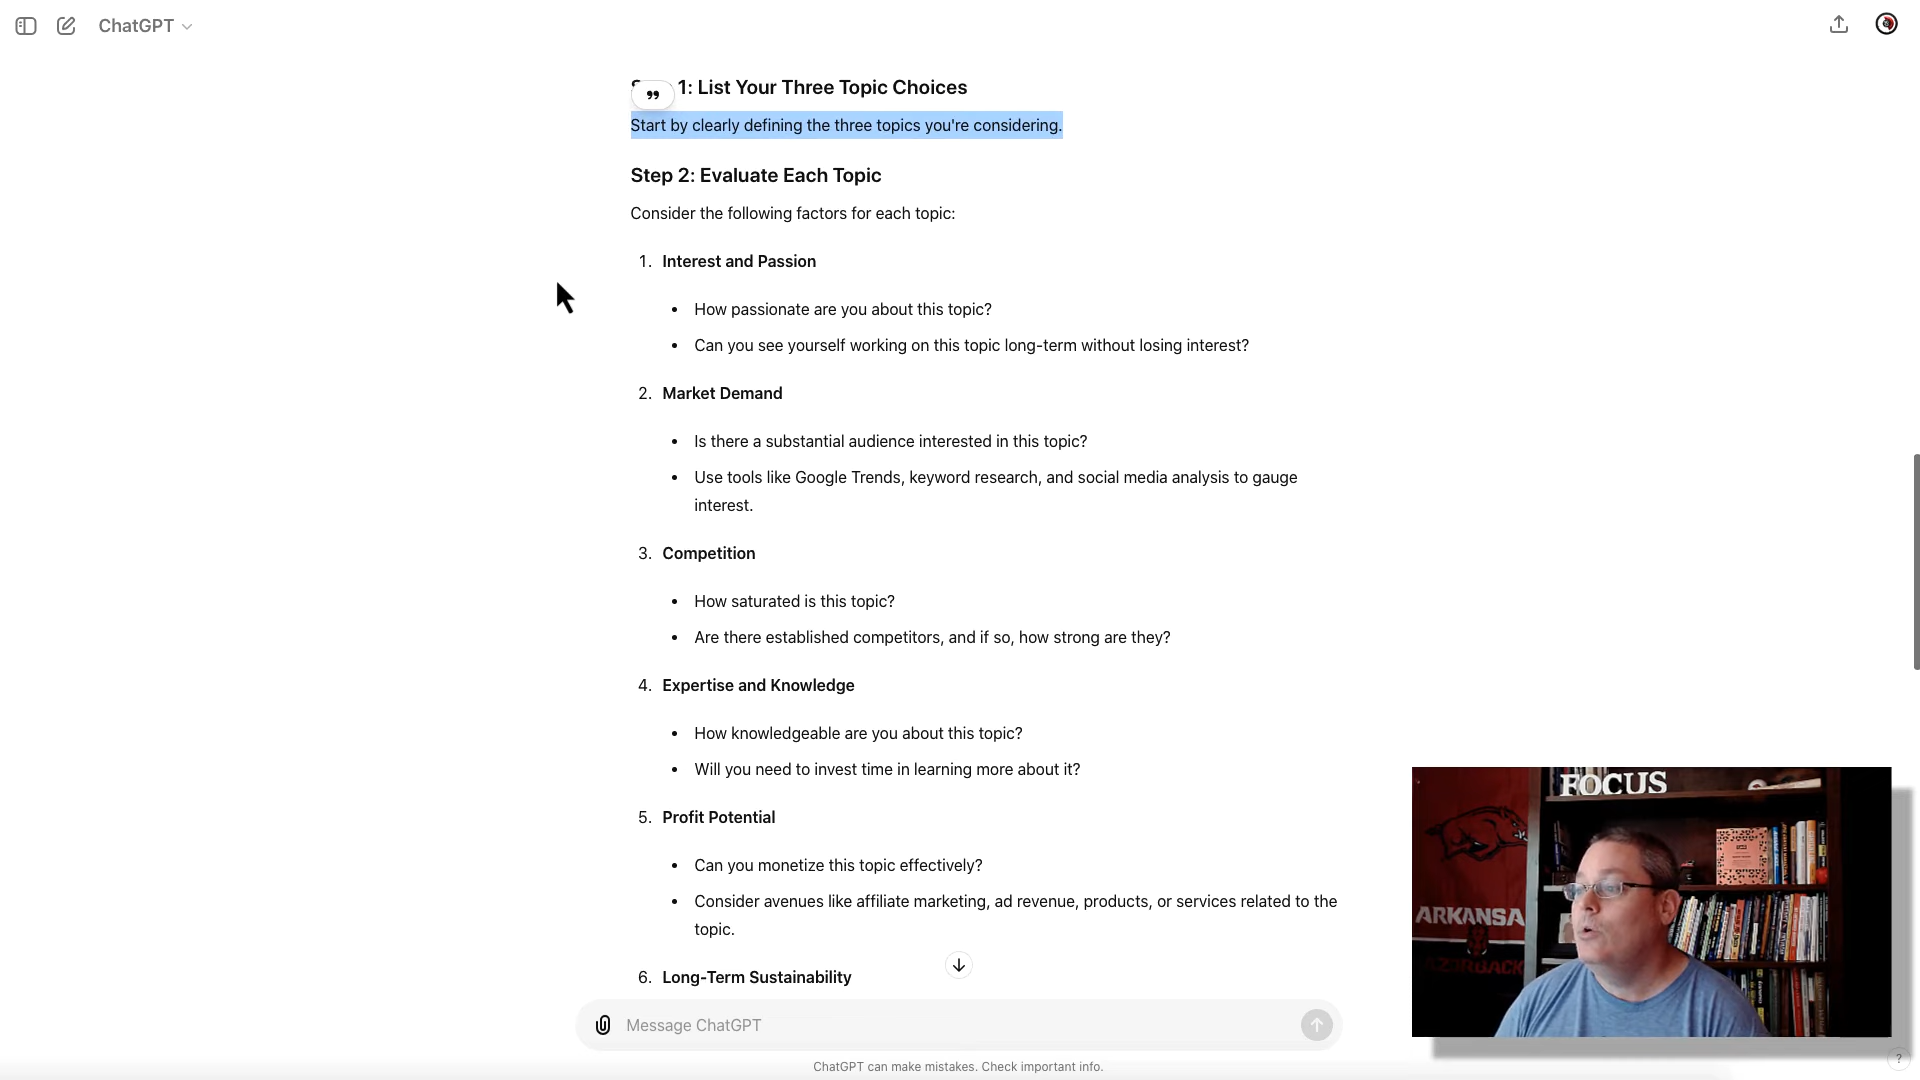 ChatGPT
1: List Your Three Topic Choices
Start by clearly defining the three topics you're considering.
Step 2: Evaluate Each Topic
Consider the following factors for each topic:
1. Interest and Passion
• How passionate are you about this topic?
• Can you see yourself working on this topic long-term without losing interest?
2. Market Demand
• Is there a substantial audience interested in this topic?
• Use tools like Google Trends, keyword research, and social media analysis to gauge
interest.
3. Competition
• How saturated is this topic?
• Are there established competitors, and if so, how strong are they?
4. Expertise and Knowledge
• How knowledgeable are you about this topic?
• Will you need to invest time in learning more about it?
5. Profit Potential
• Can you monetize this topic effectively?
• Consider avenues like affiliate marketing, ad revenue, products, or services related to the
topic.
6. Long-Term Sustainability
Message ChatGPT
ChatGPT can make mistakes. Check important info.
?
FOCUS
ARKANSA